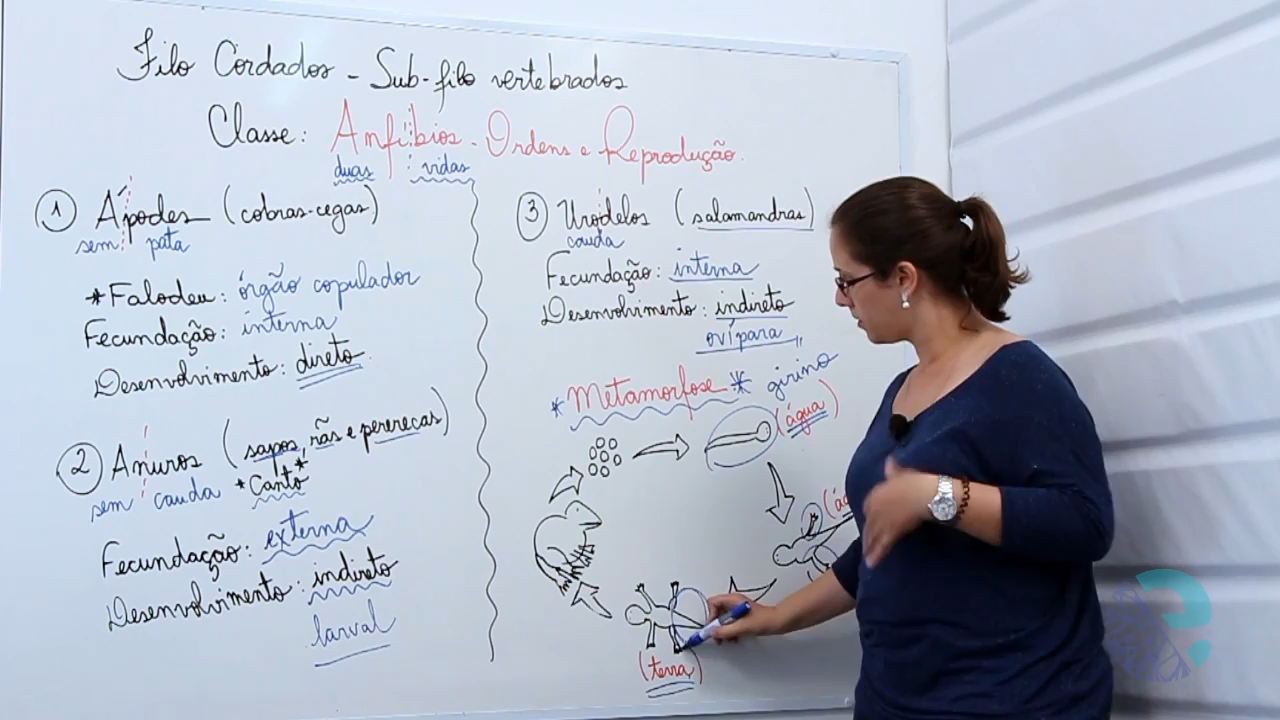 Filo Cordados - Sub-filo vertebrados
Classe: Anfíbios - Ordens e Reprodução.
duas vidas
1 Ápodes (cobras-cegas)
sem pata
*Falodeu: órgão copulador
Fecundação: interna
Desenvolvimento: direto
2 Anuros (sapos, rãs e pererecas)
sem cauda *Canto*
Fecundação: externa
Desenvolvimento: indireto
larval
3 Urodelos (salamandras)
cauda
Fecundação: interna
Desenvolvimento: indireto
ovípara
*Metamorfose* girino
(água)
(terra)